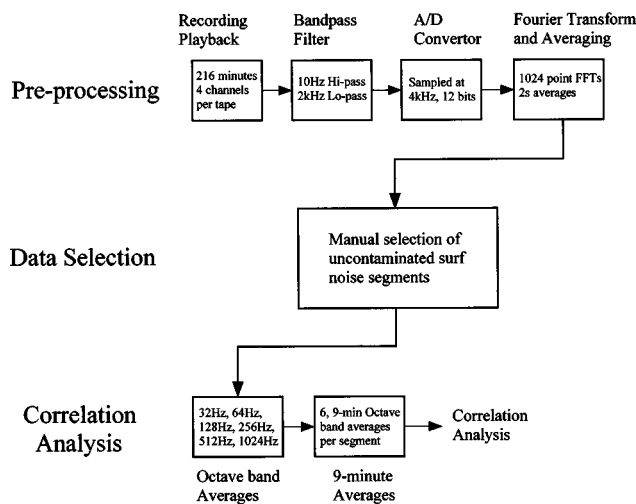 Recording
Playback
Bandpass
Filter
A/D
Convertor
Fourier Transform
and Averaging
Pre-processing
216 minutes
4 channels
per tape
10Hz Hi-pass
2kHz Lo-pass
Sampled at
4kHz, 12 bits
1024 point FFTs
2s averages
Data Selection
Manual selection of
uncontaminated surf
noise segments
Correlation
Analysis
32Hz, 64Hz,
128Hz, 256Hz,
512Hz, 1024Hz
6, 9-min Octave
band averages
per segment
Correlation
Analysis
Octave band
Averages
9-minute
Averages